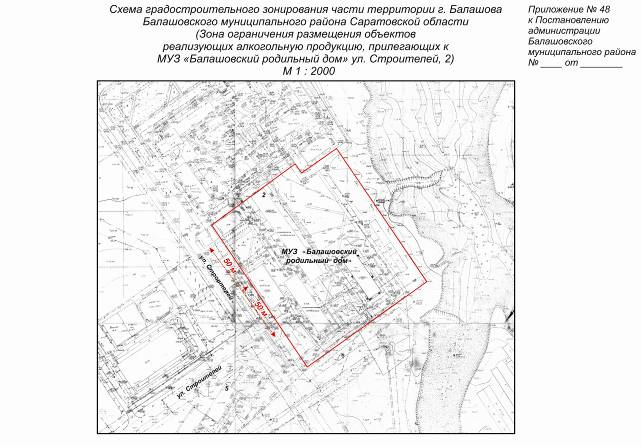 Схема градостроительного зонирования части территории г. Балашова
Балашовского муниципального района Саратовской области
(Зона ограничения размещения объектов
реализующих алкогольную продукцию, прилегающих к
МУЗ «Балашовский родильный дом» ул. Строителей, 2)
М 1 : 2000
Приложение № 48
к Постановлению
администрации
Балашовского
муниципального района
№ ____ от ________
2
МУЗ «Балашовский
родильный дом»
50 м
50 м
ул. Строителей
ул. Строителей
5